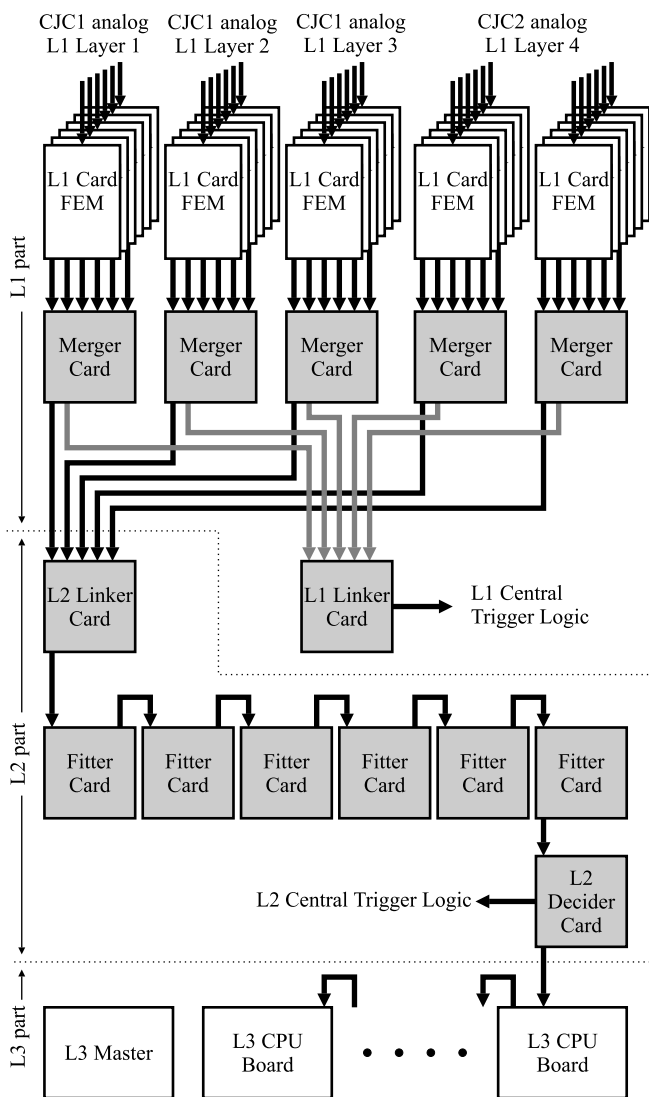 CJC1 analog
L1 Layer 1
CJC1 analog
L1 Layer 2
CJC1 analog
L1 Layer 3
CJC2 analog
L1 Layer 4
L1 Card
FEM
L1 Card
FEM
L1 Card
FEM
L1 Card
FEM
L1 Card
FEM
L1 part
Merger
Card
Merger
Card
Merger
Card
Merger
Card
Merger
Card
L2 Linker
Card
L1 Linker
Card
L1 Central
Trigger Logic
L2 part
Fitter
Card
Fitter
Card
Fitter
Card
Fitter
Card
Fitter
Card
Fitter
Card
L2 Central Trigger Logic
L2
Decider
Card
L3 part
L3 Master
L3 CPU
Board
L3 CPU
Board